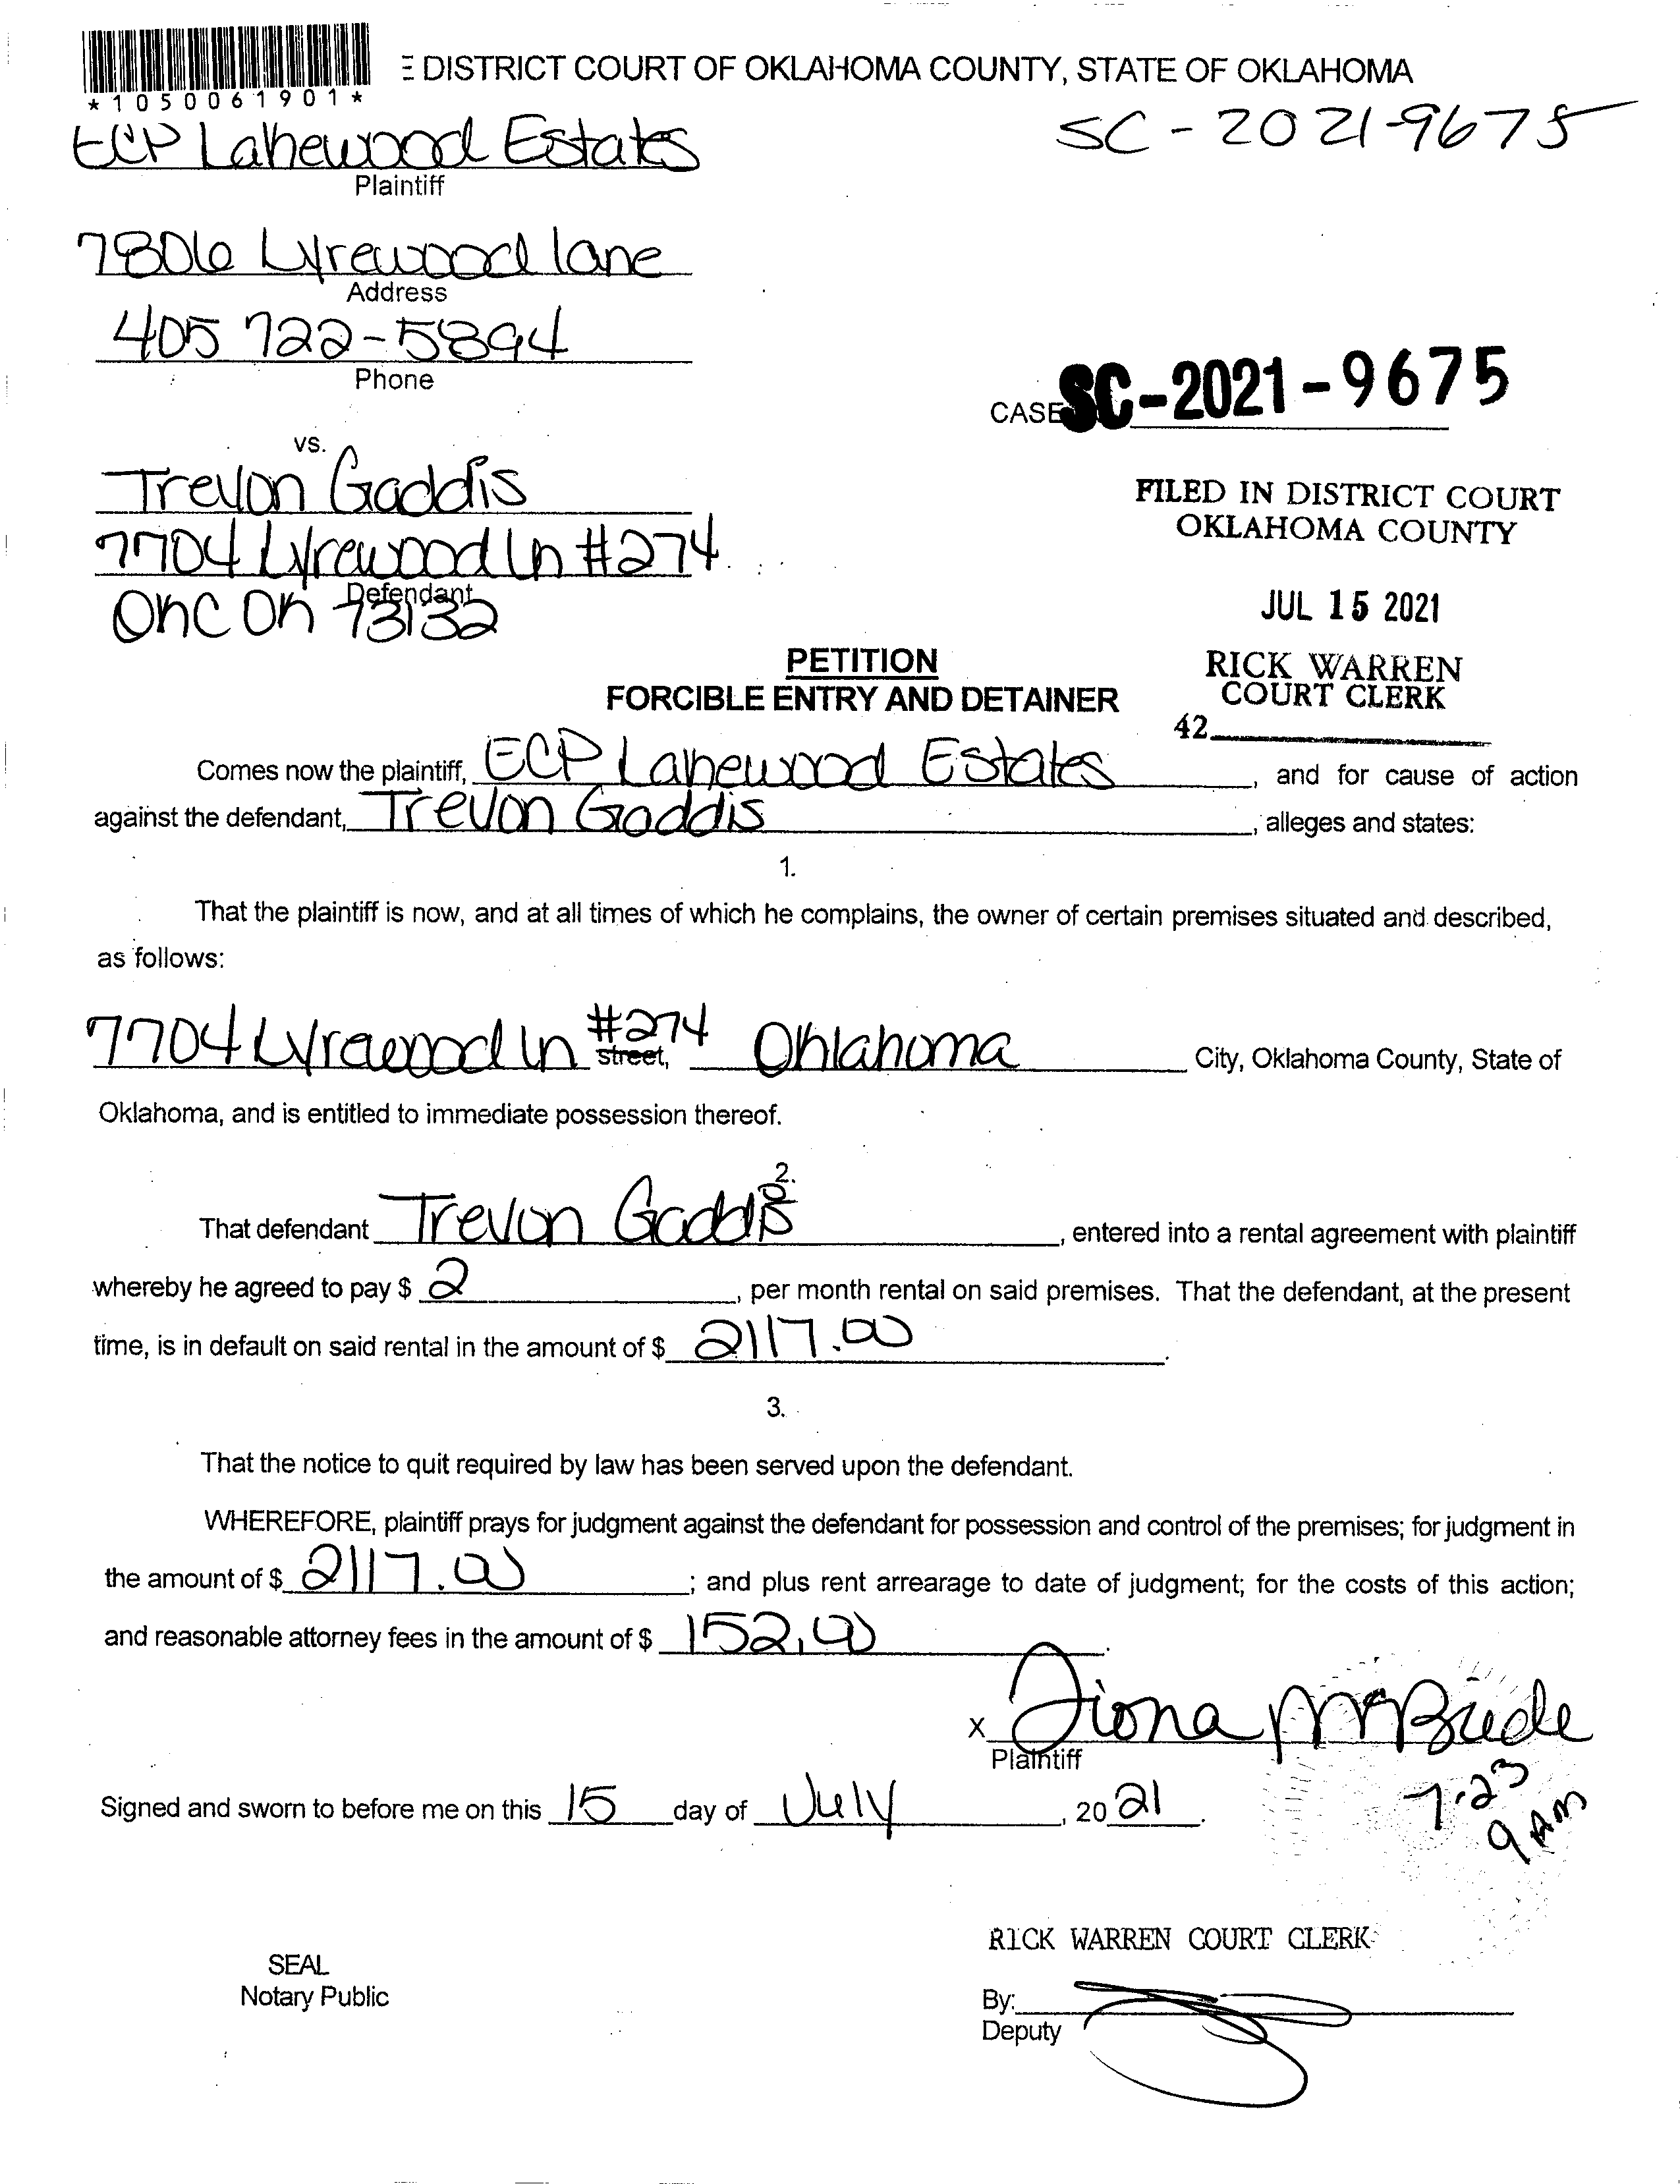 E DISTRICT COURT OF OKLAHOMA COUNTY, STATE OF OKLAHOMA
*1050061901*
ECP Lakewood Estates
SC-2021-9675
Plaintiff
7806 Lyrewood lane
Address
405 722-5894
Phone
CASE SC-2021-9675
vs.
Trevon Gaddis
7704 Lyrewood Ln #274
Defendant
OKC OK 73132
FILED IN DISTRICT COURT
OKLAHOMA COUNTY
JUL 15 2021
RICK WARREN
COURT CLERK
42
PETITION
FORCIBLE ENTRY AND DETAINER
Comes now the plaintiff, ECP Lakewood Estates, and for cause of action
against the defendant, Trevon Gaddis, alleges and states:
1.
That the plaintiff is now, and at all times of which he complains, the owner of certain premises situated and described,
as follows:
7704 Lyrewood Ln #274 street, Oklahoma City, Oklahoma County, State of
Oklahoma, and is entitled to immediate possession thereof.
2.
That defendant Trevon Gaddis, entered into a rental agreement with plaintiff
whereby he agreed to pay $ 2, per month rental on said premises. That the defendant, at the present
time, is in default on said rental in the amount of $ 2117.00.
3.
That the notice to quit required by law has been served upon the defendant.
WHEREFORE, plaintiff prays for judgment against the defendant for possession and control of the premises; for judgment in
the amount of $ 2117.00; and plus rent arrearage to date of judgment; for the costs of this action;
and reasonable attorney fees in the amount of $ 152.00.
x Fiona McBride
Plaintiff
Signed and sworn to before me on this 15 day of July, 2021.
7.23
9 AM
RICK WARREN COURT CLERK
SEAL
Notary Public
By:
Deputy